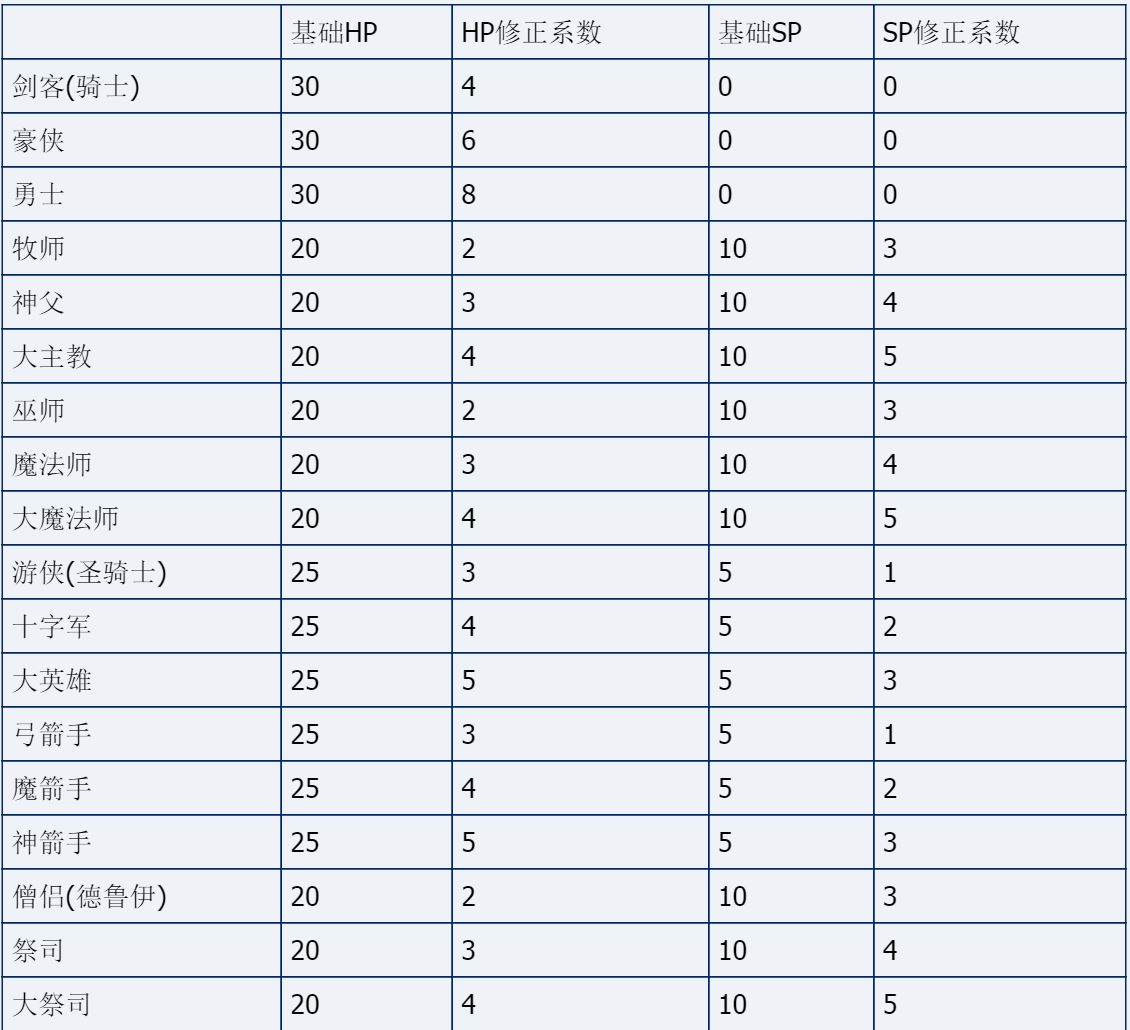 基础HP HP修正系数 基础SP SP修正系数
剑客(骑士) 30 4 0 0
豪侠 30 6 0 0
勇士 30 8 0 0
牧师 20 2 10 3
神父 20 3 10 4
大主教 20 4 10 5
巫师 20 2 10 3
魔法师 20 3 10 4
大魔法师 20 4 10 5
游侠(圣骑士) 25 3 5 1
十字军 25 4 5 2
大英雄 25 5 5 3
弓箭手 25 3 5 1
魔箭手 25 4 5 2
神箭手 25 5 5 3
僧侣(德鲁伊) 20 2 10 3
祭司 20 3 10 4
大祭司 20 4 10 5